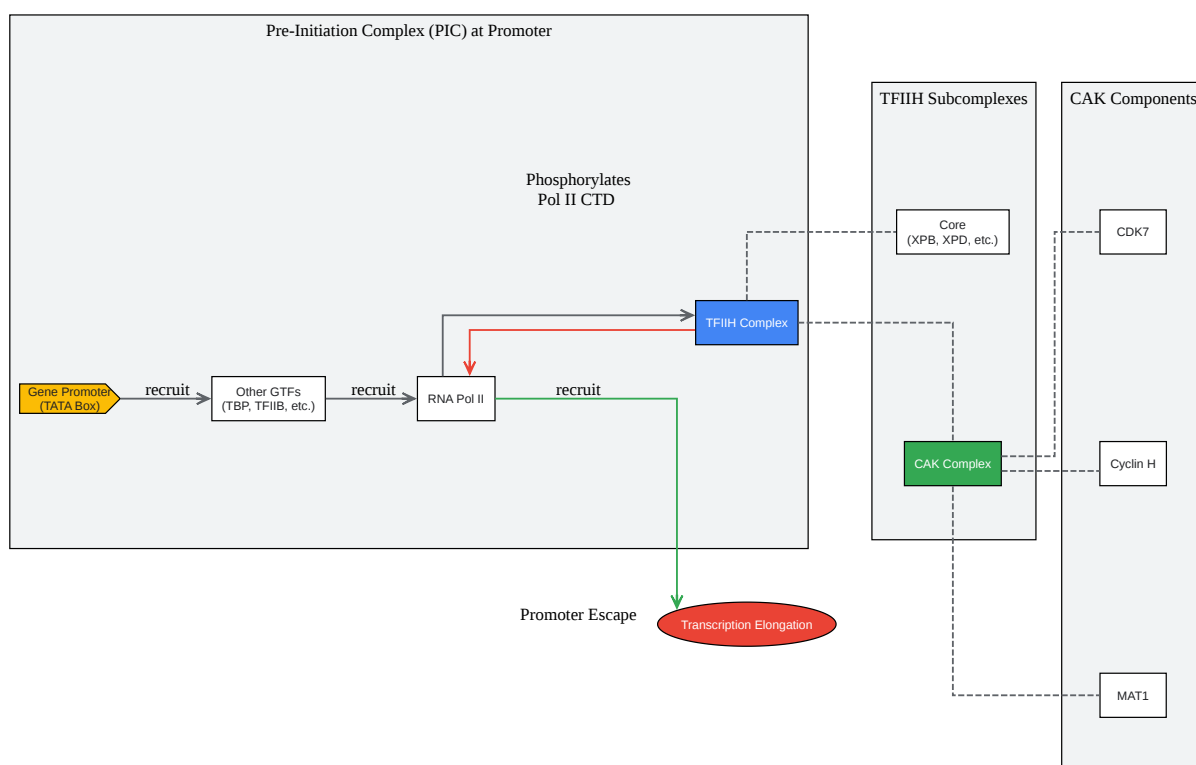 Pre-Initiation Complex (PIC) at Promoter
TFIIH Subcomplexes
CAK Components
Phosphorylates
Pol II CTD
Core
(XPB, XPD, etc.)
CDK7
TFIIH Complex
Gene Promoter
(TATA Box)
recruit
Other GTFs
(TBP, TFIIB, etc.)
recruit
RNA Pol II
recruit
CAK Complex
Cyclin H
Promoter Escape
Transcription Elongation
MAT1